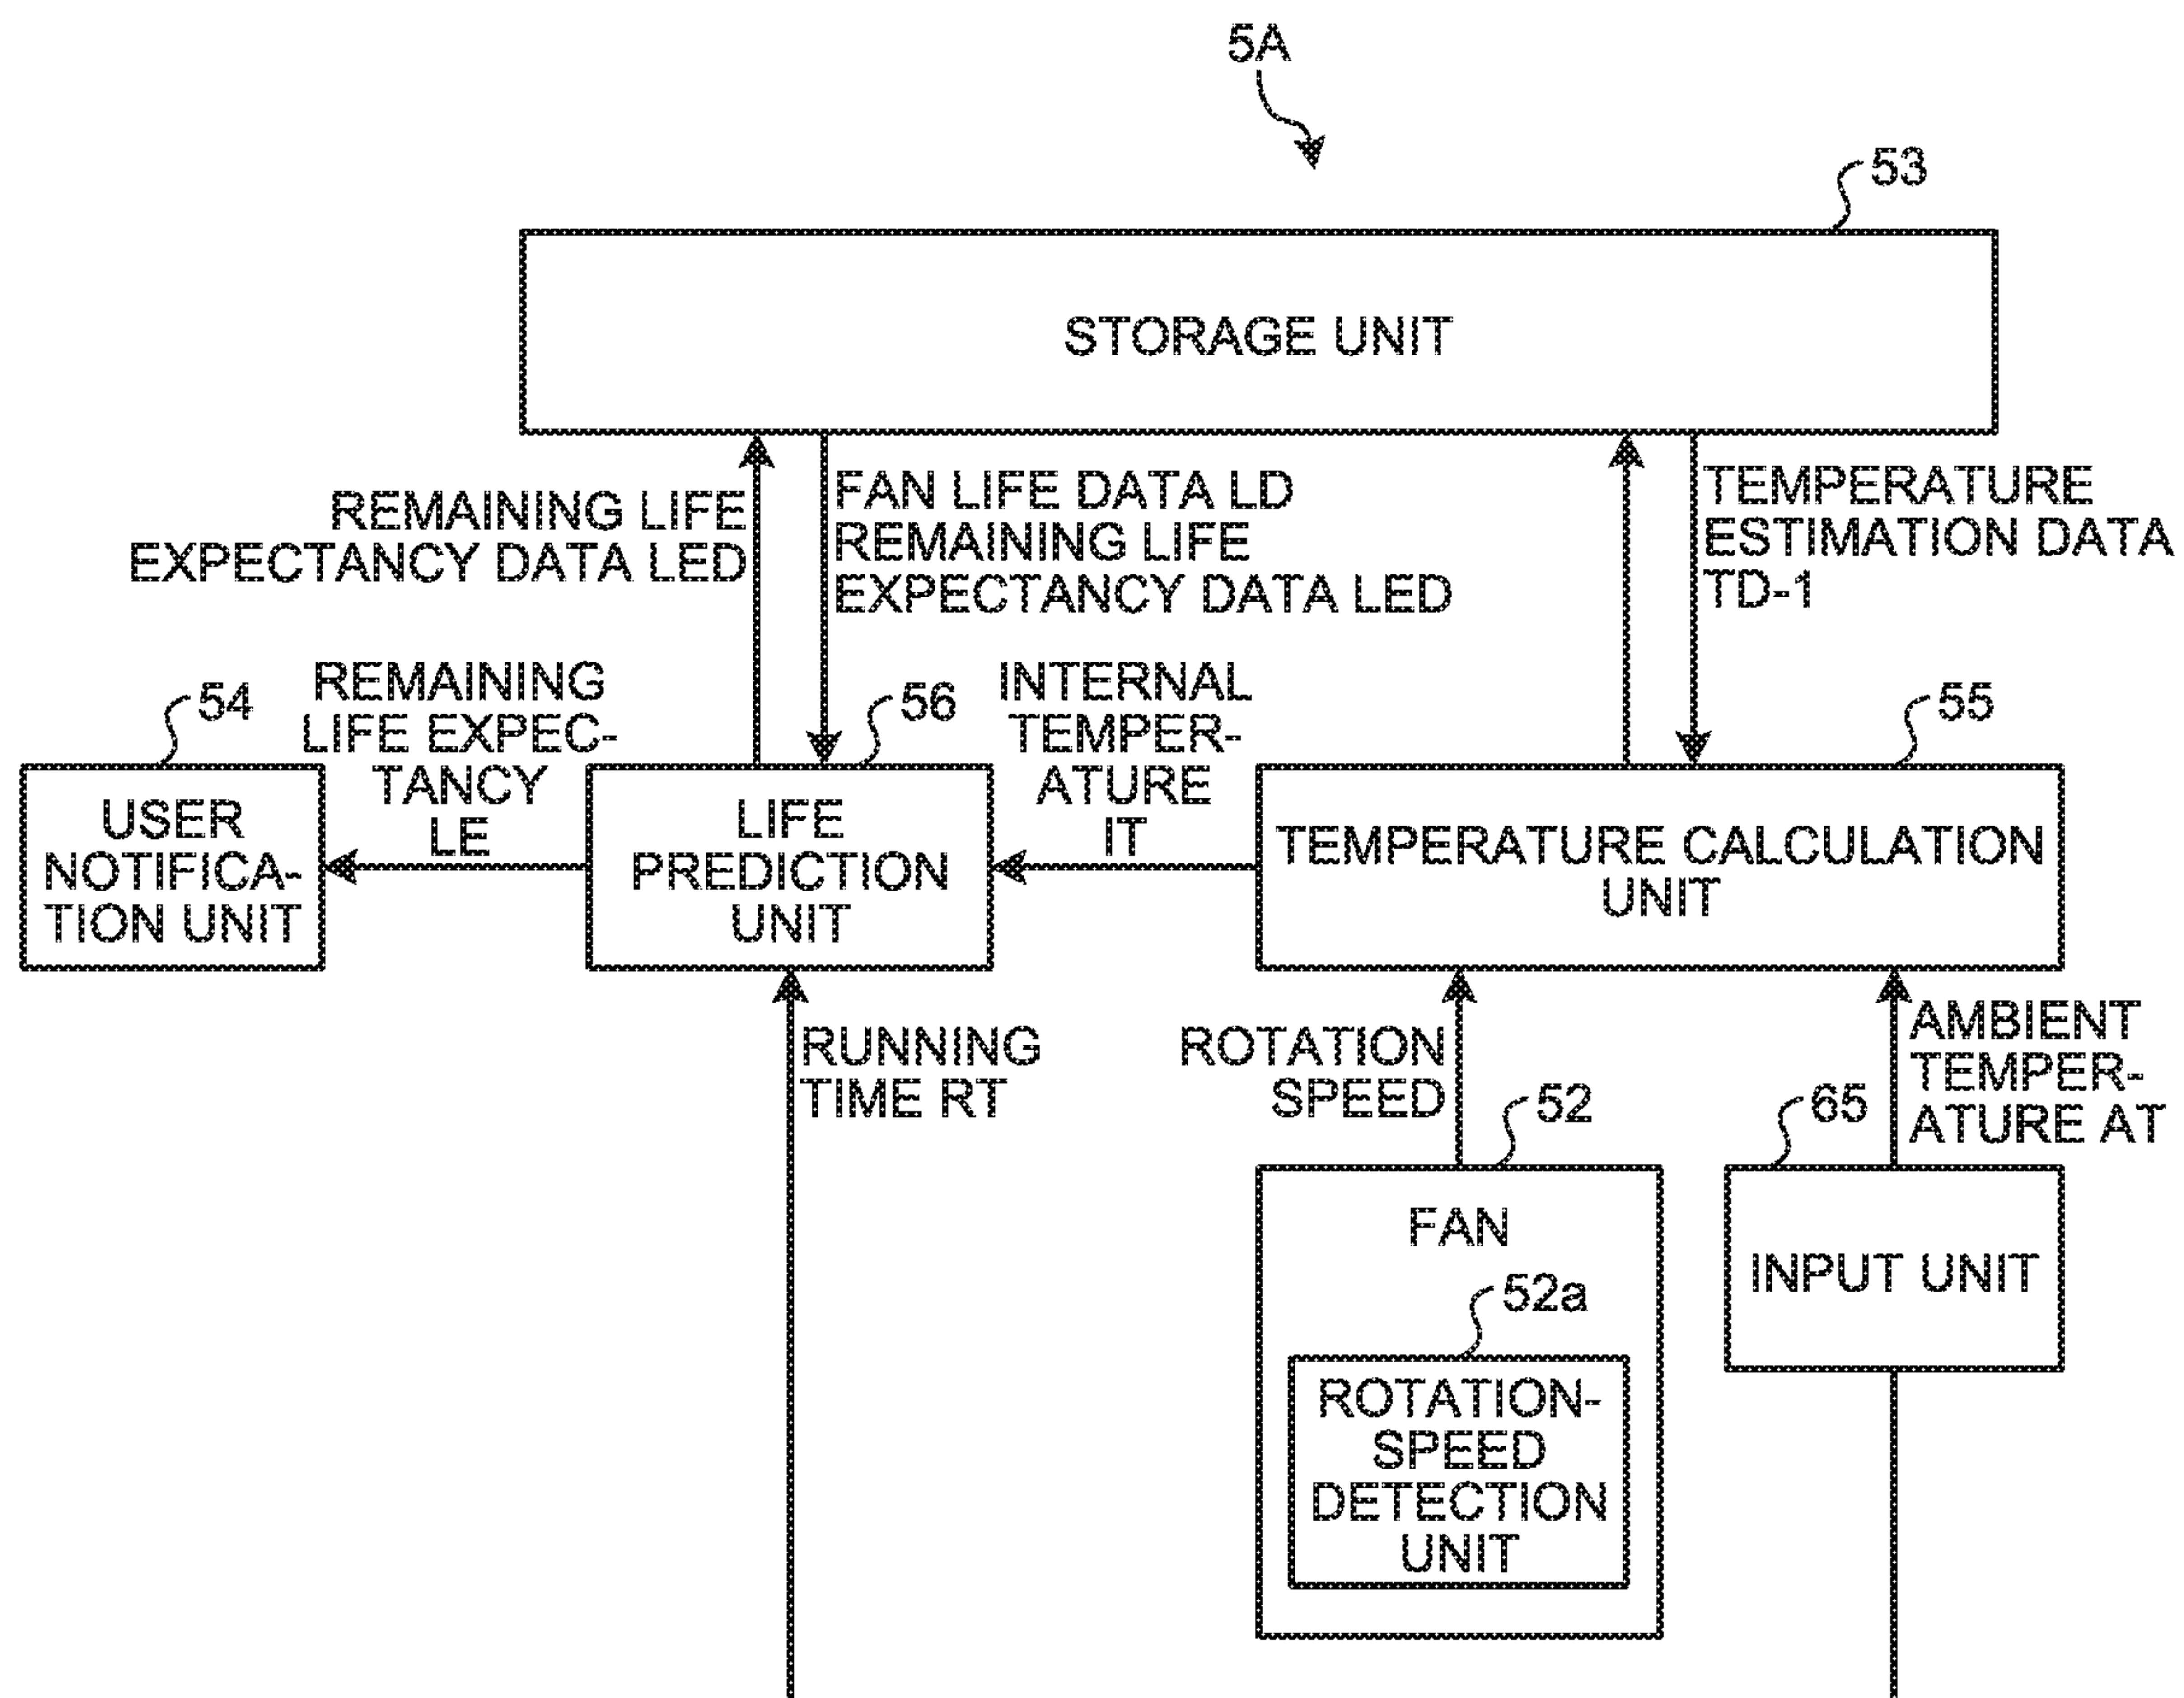 5A
53
STORAGE UNIT
REMAINING LIFE
EXPECTANCY DATA LED
FAN LIFE DATA LD
REMAINING LIFE
EXPECTANCY DATA LED
TEMPERATURE
ESTIMATION DATA
TD-1
54
REMAINING
LIFE EXPEC-
TANCY
LE
56
INTERNAL
TEMPER-
ATURE
IT
55
USER
NOTIFICA-
TION UNIT
LIFE
PREDICTION
UNIT
TEMPERATURE CALCULATION
UNIT
RUNNING
TIME RT
ROTATION
SPEED
AMBIENT
TEMPER-
ATURE AT
52
65
FAN
INPUT UNIT
52a
ROTATION-
SPEED
DETECTION
UNIT